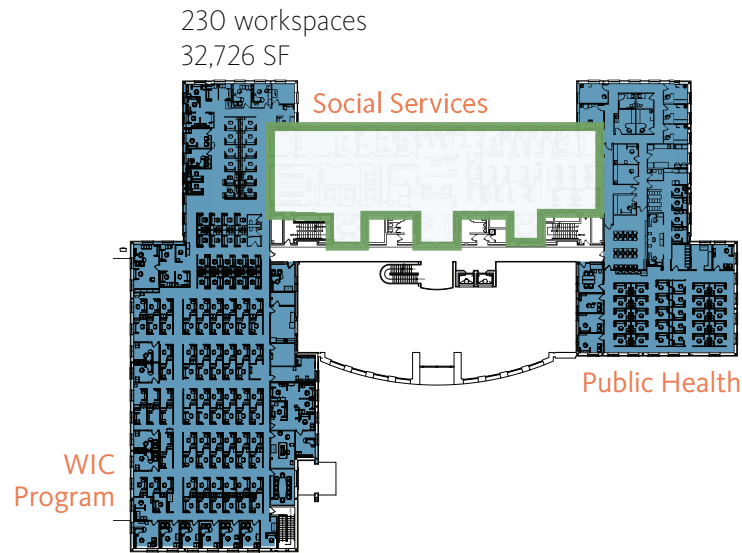 230 workspaces
32,726 SF
Social Services
Public Health
WIC
Program